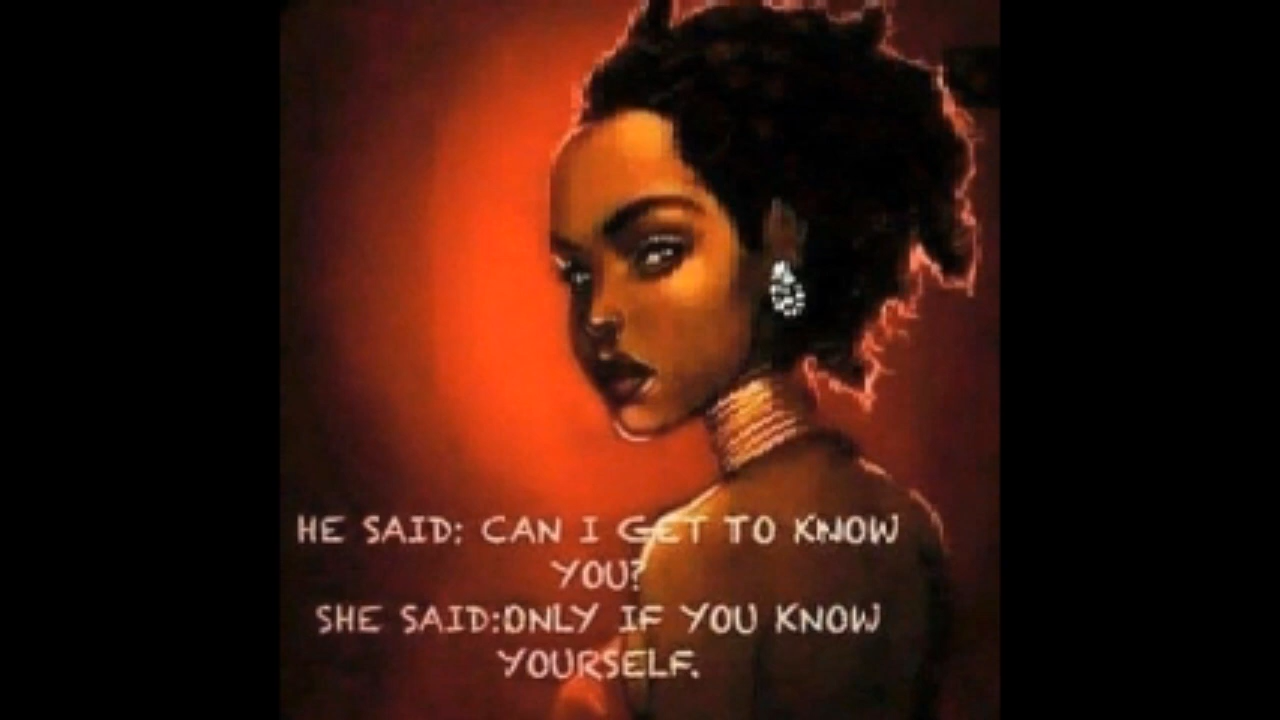 HE SAID: CAN I GET TO KNOW
YOU?
SHE SAID:ONLY IF YOU KNOW
YOURSELF.